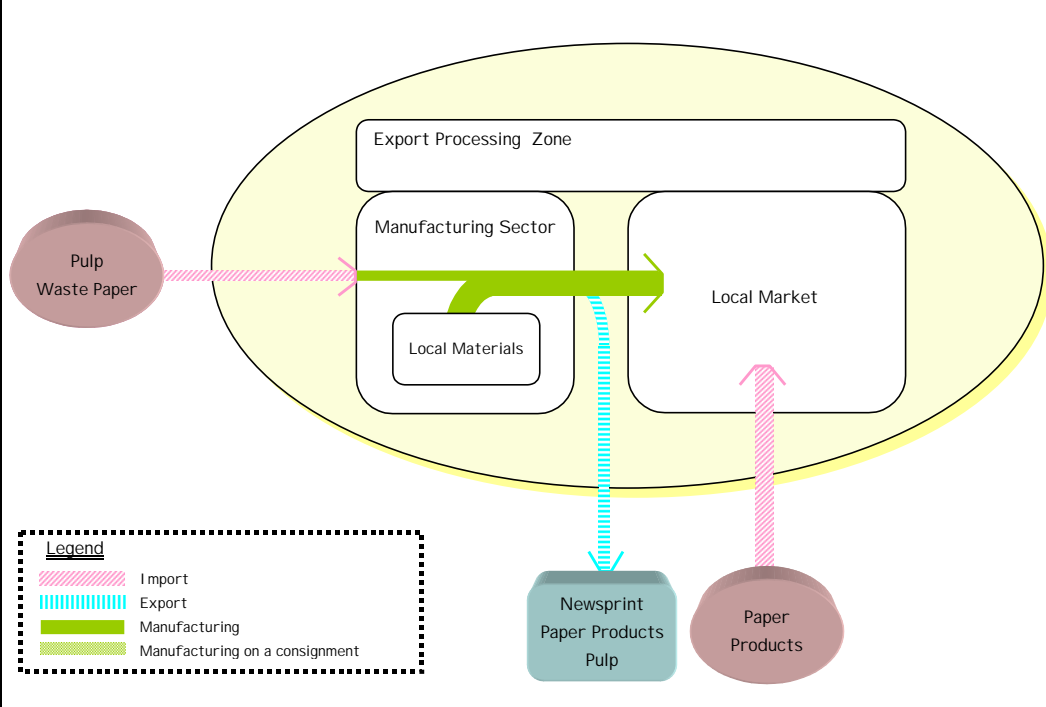 Export Processing Zone
Manufacturing Sector
Pulp
Waste Paper
Local Market
Local Materials
Legend
Import
Export
Manufacturing
Manufacturing on a consignment
Newsprint
Paper Products
Pulp
Paper
Products